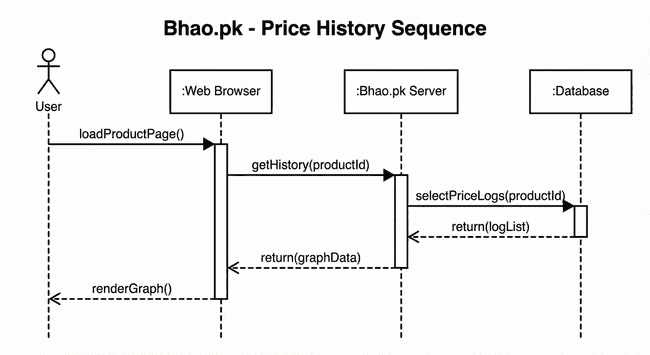 Bhao.pk - Price History Sequence
User
:Web Browser
:Bhao.pk Server
:Database
loadProductPage()
getHistory(productId)
selectPriceLogs(productId)
return(logList)
return(graphData)
renderGraph()